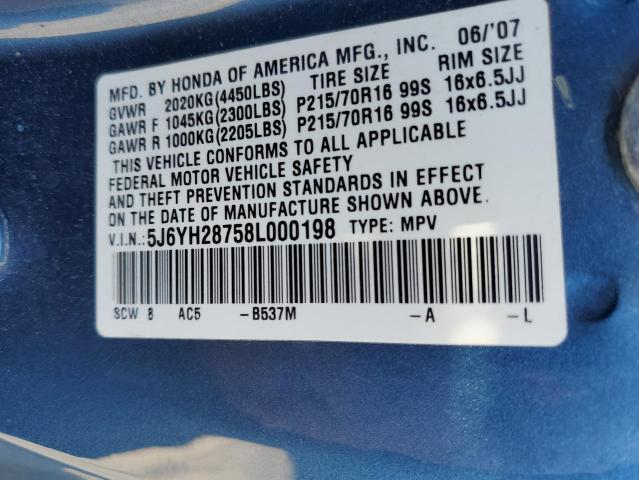 MFD. BY HONDA OF AMERICA MFG., INC. 06/'07
GVWR 2020KG(4450LBS) TIRE SIZE RIM SIZE
GAWR F 1045KG(2300LBS) P215/70R16 99S 16x6.5JJ
GAWR R 1000KG(2205LBS) P215/70R16 99S 16x6.5JJ
THIS VEHICLE CONFORMS TO ALL APPLICABLE
FEDERAL MOTOR VEHICLE SAFETY
AND THEFT PREVENTION STANDARDS IN EFFECT
ON THE DATE OF MANUFACTURE SHOWN ABOVE.
V.I.N.:5J6YH28758L000198 TYPE: MPV
SCW 8 AC5 -B537M -A -L